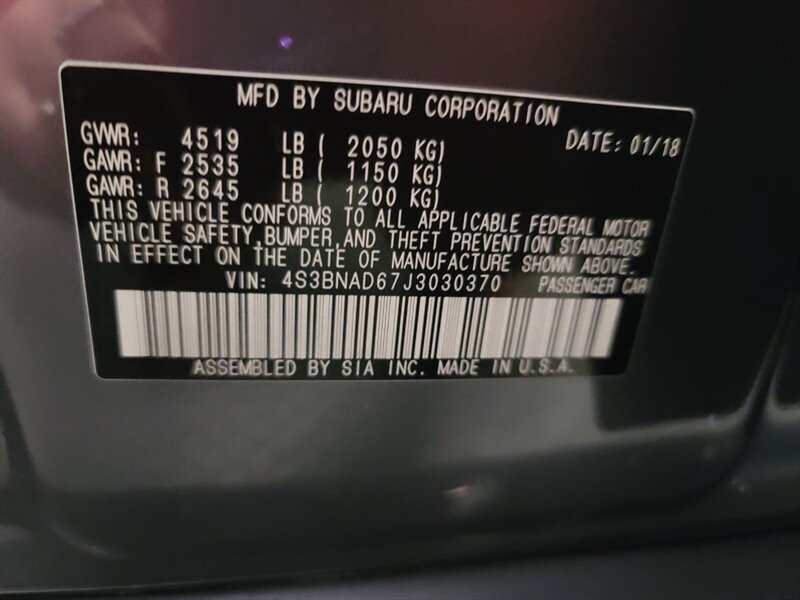 MFD BY SUBARU CORPORATION
GVWR: 4519 LB ( 2050 KG) DATE: 01/18
GAWR: F 2535 LB ( 1150 KG)
GAWR: R 2645 LB ( 1200 KG)
THIS VEHICLE CONFORMS TO ALL APPLICABLE FEDERAL MOTOR
VEHICLE SAFETY,BUMPER,AND THEFT PREVENTION STANDARDS
IN EFFECT ON THE DATE OF MANUFACTURE SHOWN ABOVE.
VIN: 4S3BNAD67J3030370 PASSENGER CAR
ASSEMBLED BY SIA INC. MADE IN U.S.A.